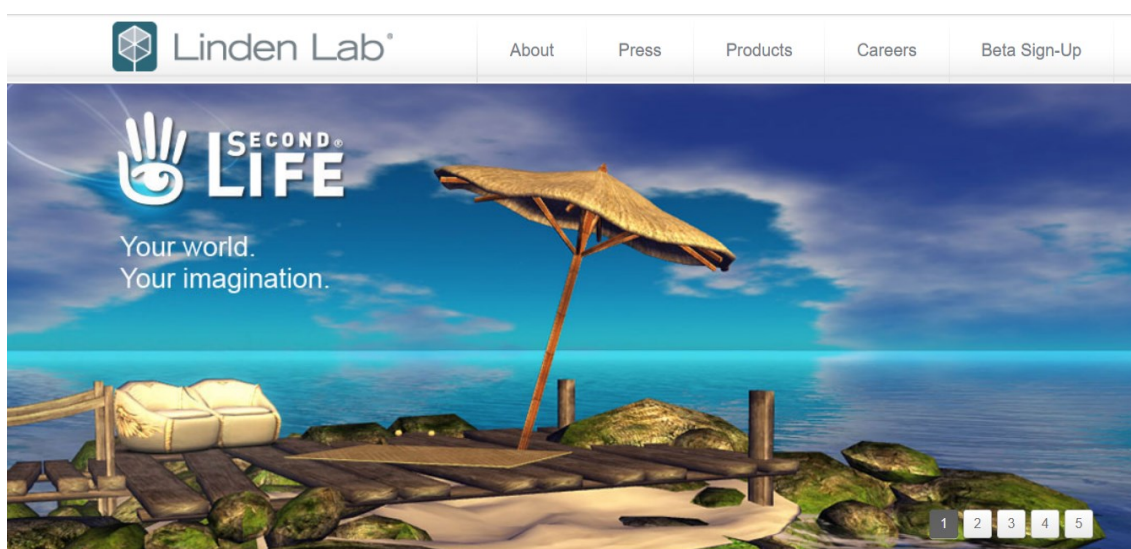 Linden Lab®
About Press Products Careers Beta Sign-Up
SECOND®
LIFE
Your world.
Your imagination.
1 2 3 4 5